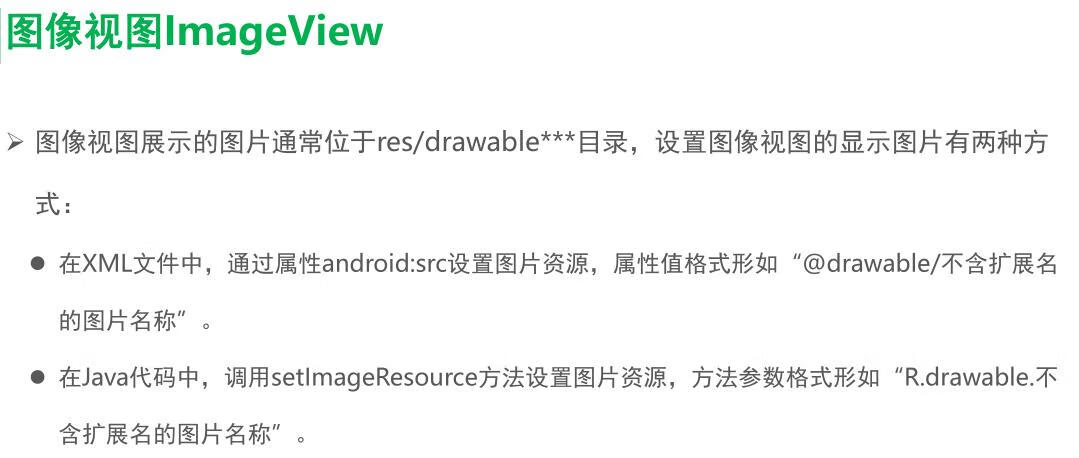 图像视图ImageView
➢ 图像视图展示的图片通常位于res/drawable***目录，设置图像视图的显示图片有两种方
式：
● 在XML文件中，通过属性android:src设置图片资源，属性值格式形如“@drawable/不含扩展名
的图片名称”。
● 在Java代码中，调用setImageResource方法设置图片资源，方法参数格式形如“R.drawable.不
含扩展名的图片名称”。